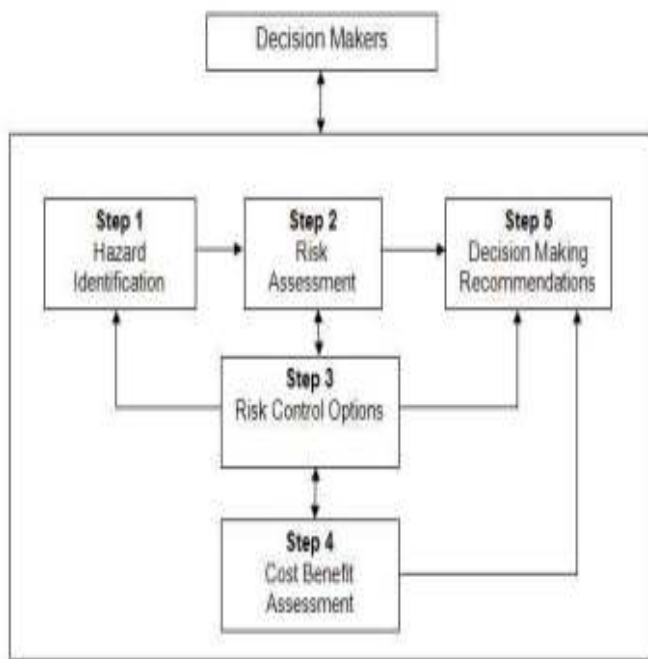 Decision Makers
Step 1
Hazard
Identification
Step 2
Risk
Assessment
Step 5
Decision Making
Recommendations
Step 3
Risk Control Options
Step 4
Cost Benefit
Assessment